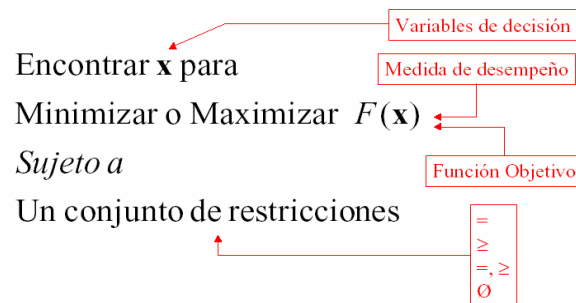 Variables de decisión
Encontrar x para
Medida de desempeño
Minimizar o Maximizar F(x)
Sujeto a
Función Objetivo
Un conjunto de restricciones
=
≥
=, ≥
Ø